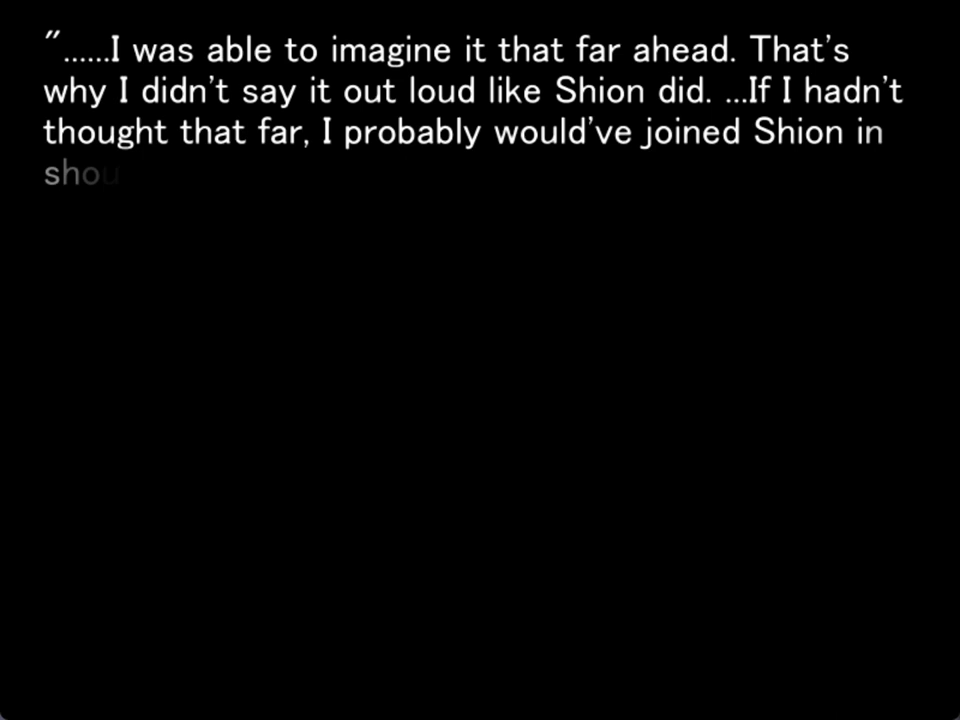 "......I was able to imagine it that far ahead. That's
why I didn't say it out loud like Shion did. ...If I hadn't
thought that far, I probably would've joined Shion in
shou